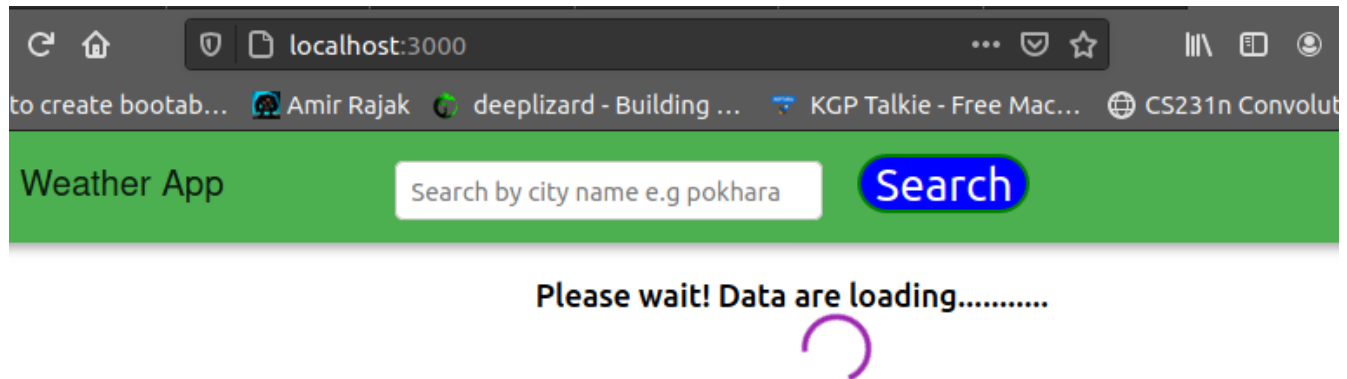 localhost:3000
to create bootab... Amir Rajak deeplizard - Building ... KGP Talkie - Free Mac... CS231n Convolut
Weather App Search by city name e.g pokhara Search
Please wait! Data are loading...........